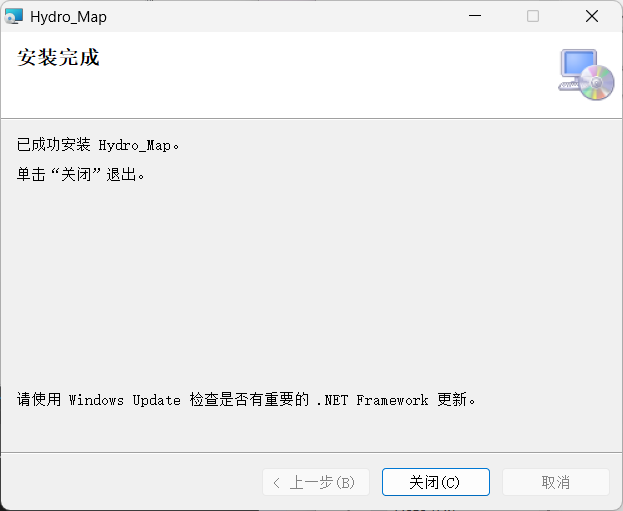 Hydro_Map
安装完成
已成功安装 Hydro_Map。
单击“关闭”退出。
请使用 Windows Update 检查是否有重要的 .NET Framework 更新。
< 上一步(B) 关闭(C) 取消